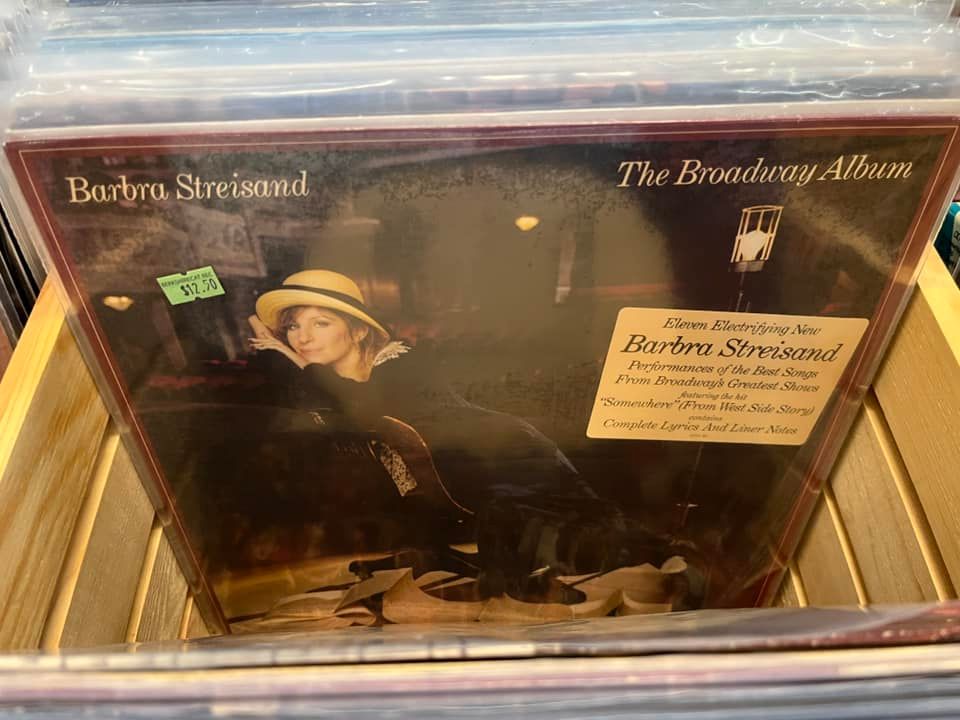 Barbra Streisand
The Broadway Album
$12.50
Eleven Electrifying New
Barbra Streisand
Performances of the Best Songs
From Broadway's Greatest Shows
featuring the hit
"Somewhere" (From West Side Story)
contains
Complete Lyrics And Liner Notes